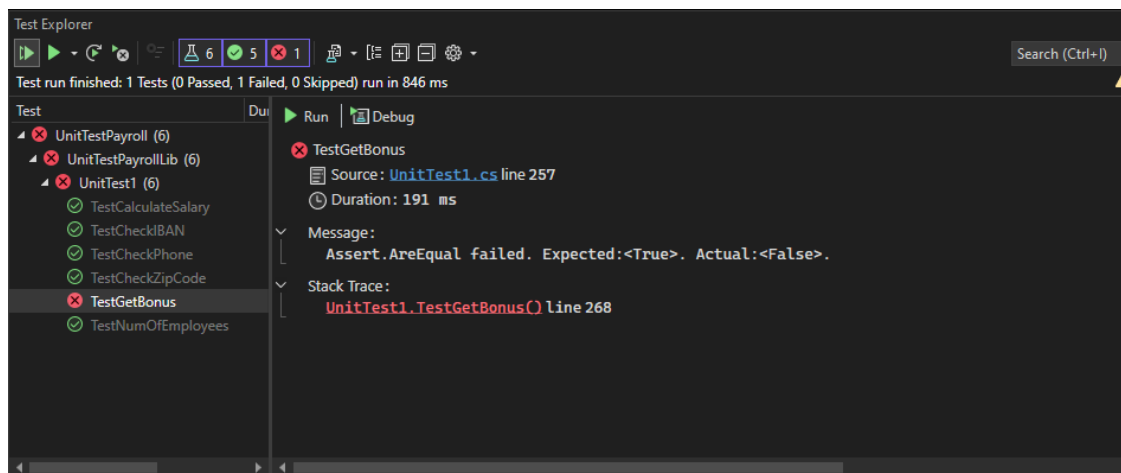 Test Explorer
6 5 1
Search (Ctrl+I)
Test run finished: 1 Tests (0 Passed, 1 Failed, 0 Skipped) run in 846 ms
Test Du
Run Debug
UnitTestPayroll (6)
UnitTestPayrollLib (6)
UnitTest1 (6)
TestCalculateSalary
TestCheckIBAN
TestCheckPhone
TestCheckZipCode
TestGetBonus
TestNumOfEmployees
TestGetBonus
Source: UnitTest1.cs line 257
Duration: 191 ms
Message:
Assert.AreEqual failed. Expected:<True>. Actual:<False>.
Stack Trace:
UnitTest1.TestGetBonus() line 268